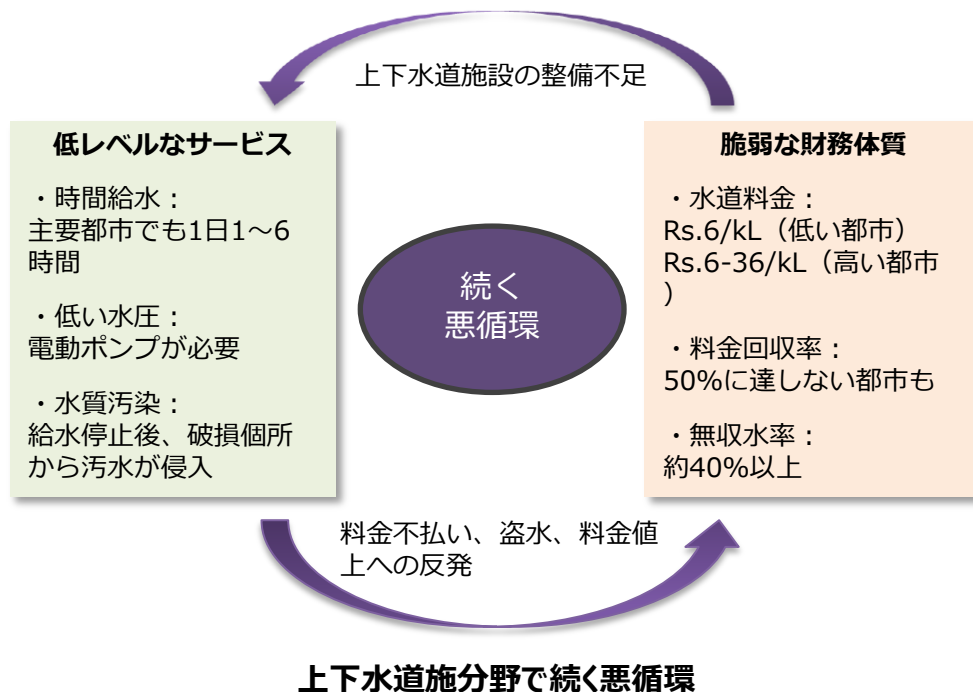 上下水道施設の整備不足
低レベルなサービス
・時間給水：
主要都市でも1日1～6
時間
・低い水圧：
電動ポンプが必要
・水質汚染：
給水停止後、破損個所
から汚水が侵入
続く
悪循環
脆弱な財務体質
・水道料金：
Rs.6/kL（低い都市）
Rs.6-36/kL（高い都市
）
・料金回収率：
50%に達しない都市も
・無収水率：
約40%以上
料金不払い、盗水、料金値
上への反発
上下水道施分野で続く悪循環